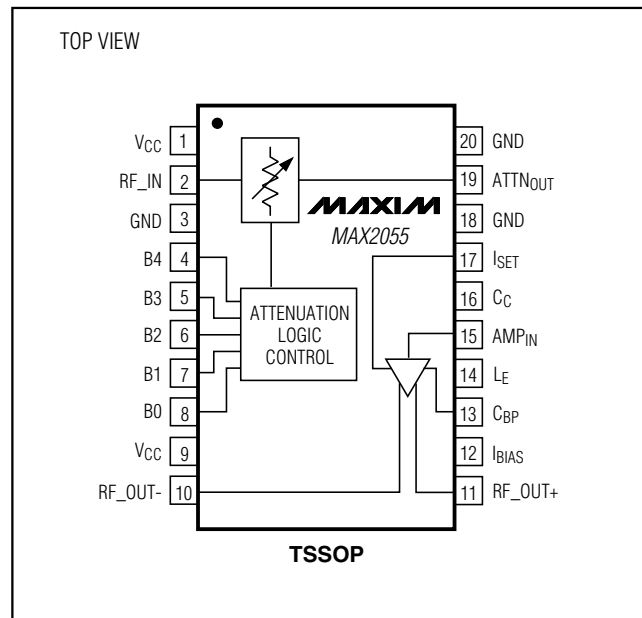 TOP VIEW
VCC 1
RF_IN 2
GND 3
B4 4
B3 5
B2 6
B1 7
B0 8
VCC 9
RF_OUT- 10
MAXIM
MAX2055
ATTENUATION
LOGIC
CONTROL
20 GND
19 ATTNOUT
18 GND
17 ISET
16 CC
15 AMPIN
14 LE
13 CBP
12 IBIAS
11 RF_OUT+
TSSOP